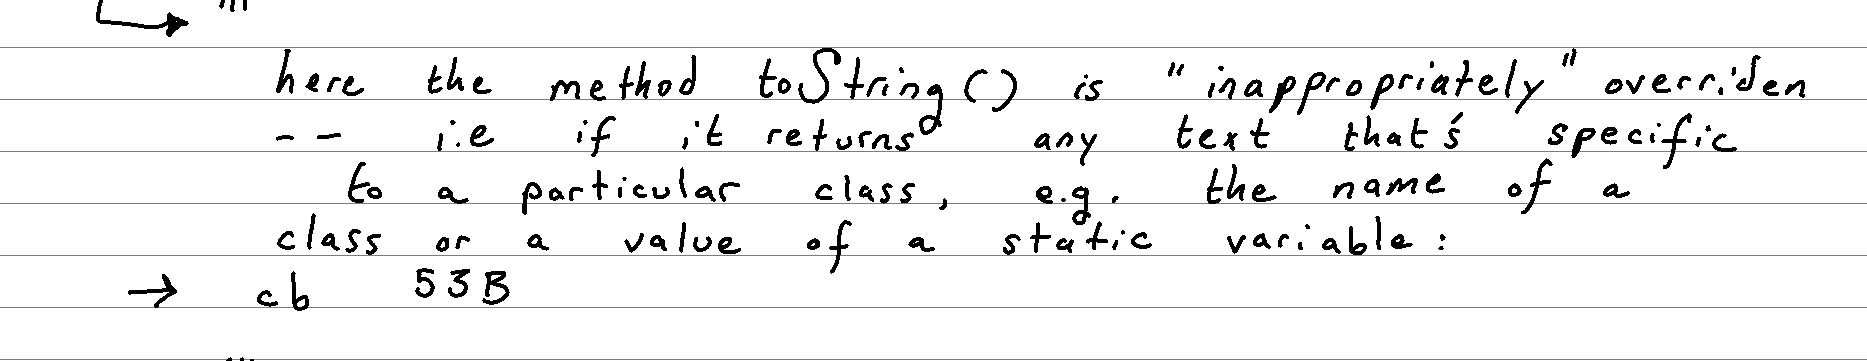 here the method toString() is "inappropriately" overriden
-- i.e if it returns any text that's specific
to a particular class, e.g. the name of a
class or a value of a static variable:
→ cb 53B